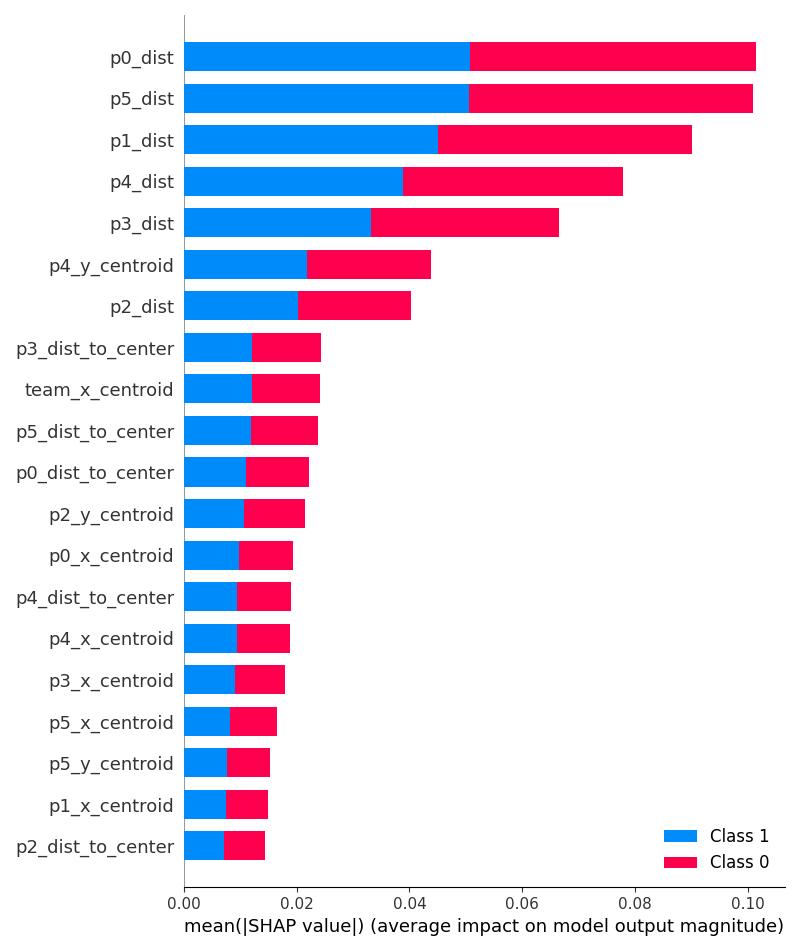 p0_dist
p5_dist
p1_dist
p4_dist
p3_dist
p4_y_centroid
p2_dist
p3_dist_to_center
team_x_centroid
p5_dist_to_center
p0_dist_to_center
p2_y_centroid
p0_x_centroid
p4_dist_to_center
p4_x_centroid
p3_x_centroid
p5_x_centroid
p5_y_centroid
p1_x_centroid
p2_dist_to_center
Class 1
Class 0
0.00 0.02 0.04 0.06 0.08 0.10
mean(|SHAP value|) (average impact on model output magnitude)